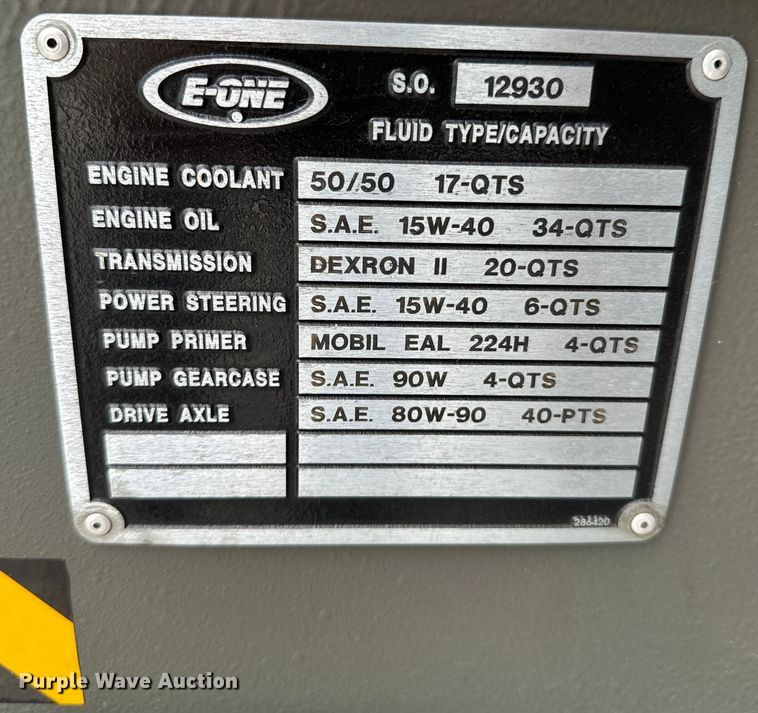 E-ONE
®
S.O. 12930
FLUID TYPE/CAPACITY
ENGINE COOLANT 50/50 17-QTS
ENGINE OIL S.A.E. 15W-40 34-QTS
TRANSMISSION DEXRON II 20-QTS
POWER STEERING S.A.E. 15W-40 6-QTS
PUMP PRIMER MOBIL EAL 224H 4-QTS
PUMP GEARCASE S.A.E. 90W 4-QTS
DRIVE AXLE S.A.E. 80W-90 40-PTS
Purple Wave Auction